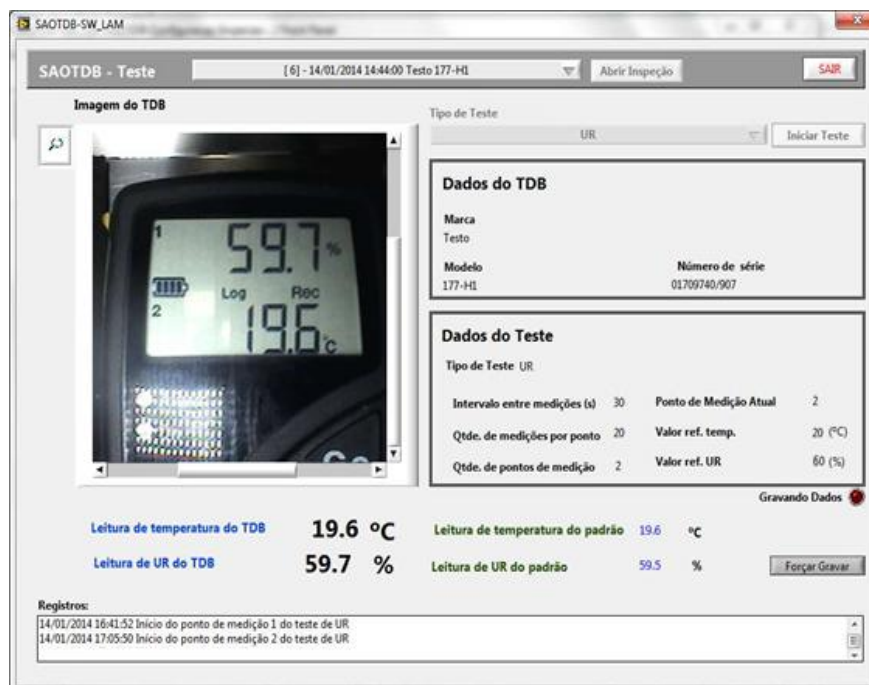 SAOTDB-SW_LAM
SAOTDB - Teste
[ 6] - 14/01/2014 14:44:00 Testo 177-H1
Abrir Inspeção
SAIR
Imagem do TDB
Tipo de Teste
UR
Iniciar Teste
1
59.7%
Log Rec
2
19.6°C
Dados do TDB
Marca
Testo
Modelo
177-H1
Número de série
01709740/907
Dados do Teste
Tipo de Teste UR
Intervalo entre medições (s) 30
Ponto de Medição Atual 2
Qtde. de medições por ponto 20
Valor ref. temp. 20 (ºC)
Qtde. de pontos de medição 2
Valor ref. UR 60 (%)
Gravando Dados
Leitura de temperatura do TDB 19.6 ºC
Leitura de temperatura do padrão 19.6 ºC
Leitura de UR do TDB 59.7 %
Leitura de UR do padrão 59.5 %
Forçar Gravar
Registros:
14/01/2014 16:41:52 Início do ponto de medição 1 do teste de UR
14/01/2014 17:05:50 Início do ponto de medição 2 do teste de UR